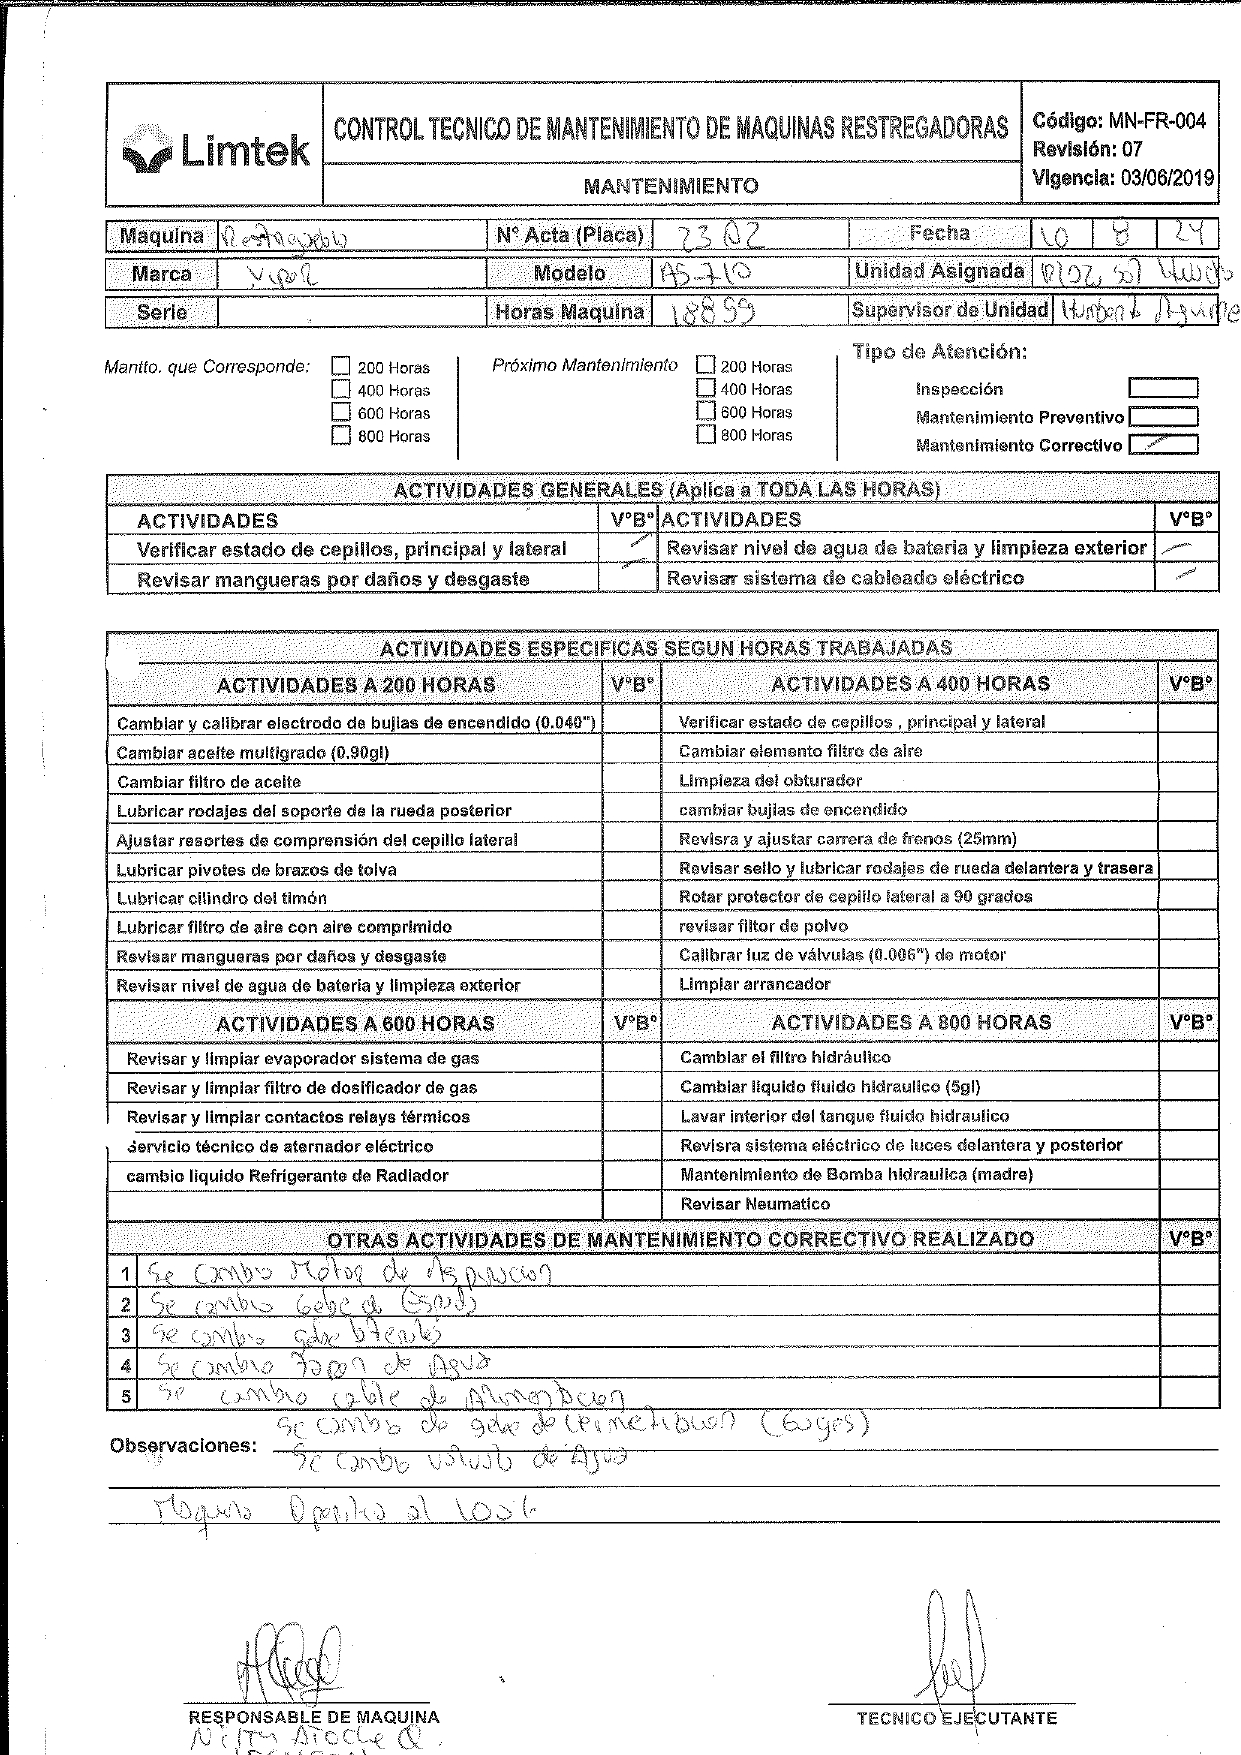 Limtek
CONTROL TECNICO DE MANTENIMIENTO DE MAQUINAS RESTREGADORAS
MANTENIMIENTO
Código: MN-FR-004
Revisión: 07
Vigencia: 03/06/2019
Maquina N° Acta (Placa) 2302 Fecha 10 8 24
Marca Viper Modelo AS-710 Unidad Asignada
Serie Horas Maquina 18899 Supervisor de Unidad
Mantto. que Corresponde: 200 Horas Próximo Mantenimiento 200 Horas Tipo de Atención:
400 Horas 400 Horas Inspección
600 Horas 600 Horas Mantenimiento Preventivo
800 Horas 800 Horas Mantenimiento Correctivo
ACTIVIDADES GENERALES (Aplica a TODA LAS HORAS)
ACTIVIDADES V°B° ACTIVIDADES V°B°
Verificar estado de cepillos, principal y lateral Revisar nivel de agua de bateria y limpieza exterior
Revisar mangueras por daños y desgaste Revisar sistema de cableado eléctrico
ACTIVIDADES ESPECIFICAS SEGUN HORAS TRABAJADAS
ACTIVIDADES A 200 HORAS V°B° ACTIVIDADES A 400 HORAS V°B°
Cambiar y calibrar electrodo de bujias de encendido (0.040") Verificar estado de cepillos , principal y lateral
Cambiar aceite multigrado (0.90gl) Cambiar elemento filtro de aire
Cambiar filtro de aceite Limpieza del obturador
Lubricar rodajes del soporte de la rueda posterior cambiar bujias de encendido
Ajustar resortes de comprensión del cepillo lateral Revisra y ajustar carrera de frenos (25mm)
Lubricar pivotes de brazos de tolva Revisar sello y lubricar rodajes de rueda delantera y trasera
Lubricar cilindro del timón Rotar protector de cepillo lateral a 90 grados
Lubricar filtro de aire con aire comprimido revisar filtor de polvo
Revisar mangueras por daños y desgaste Calibrar luz de válvulas (0.006") de motor
Revisar nivel de agua de bateria y limpieza exterior Limpiar arrancador
ACTIVIDADES A 600 HORAS V°B° ACTIVIDADES A 800 HORAS V°B°
Revisar y limpiar evaporador sistema de gas Cambiar el filtro hidráulico
Revisar y limpiar filtro de dosificador de gas Cambiar liquido fluido hidraulico (5gl)
Revisar y limpiar contactos relays térmicos Lavar interior del tanque fluido hidraulico
Servicio técnico de aternador eléctrico Revisra sistema eléctrico de luces delantera y posterior
cambio liquido Refrigerante de Radiador Mantenimiento de Bomba hidraulica (madre)
Revisar Neumatico
OTRAS ACTIVIDADES DE MANTENIMIENTO CORRECTIVO REALIZADO V°B°
1 Se cambio Motor de Aspiracion
2 Se cambio
3 Se cambio
4 Se cambio Tapon de Agua
5 Se cambio cable de Alimentacion
Se cambio de
Observaciones: Se cambio de Agua
Maquina Operativa al 100%
RESPONSABLE DE MAQUINA TECNICO EJECUTANTE